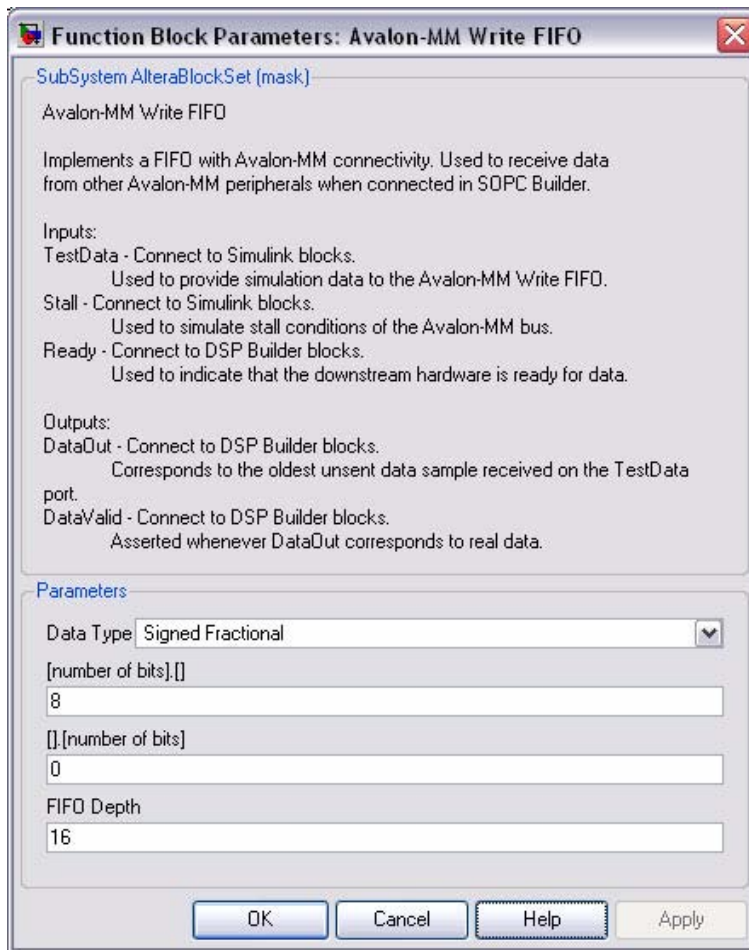 Function Block Parameters: Avalon-MM Write FIFO
SubSystem AlteraBlockSet (mask)
Avalon-MM Write FIFO
Implements a FIFO with Avalon-MM connectivity. Used to receive data
from other Avalon-MM peripherals when connected in SOPC Builder.
Inputs:
TestData - Connect to Simulink blocks.
Used to provide simulation data to the Avalon-MM Write FIFO.
Stall - Connect to Simulink blocks.
Used to simulate stall conditions of the Avalon-MM bus.
Ready - Connect to DSP Builder blocks.
Used to indicate that the downstream hardware is ready for data.
Outputs:
DataOut - Connect to DSP Builder blocks.
Corresponds to the oldest unsent data sample received on the TestData
port.
DataValid - Connect to DSP Builder blocks.
Asserted whenever DataOut corresponds to real data.
Parameters
Data Type Signed Fractional
[number of bits].[]
8
[].[number of bits]
0
FIFO Depth
16
OK Cancel Help Apply